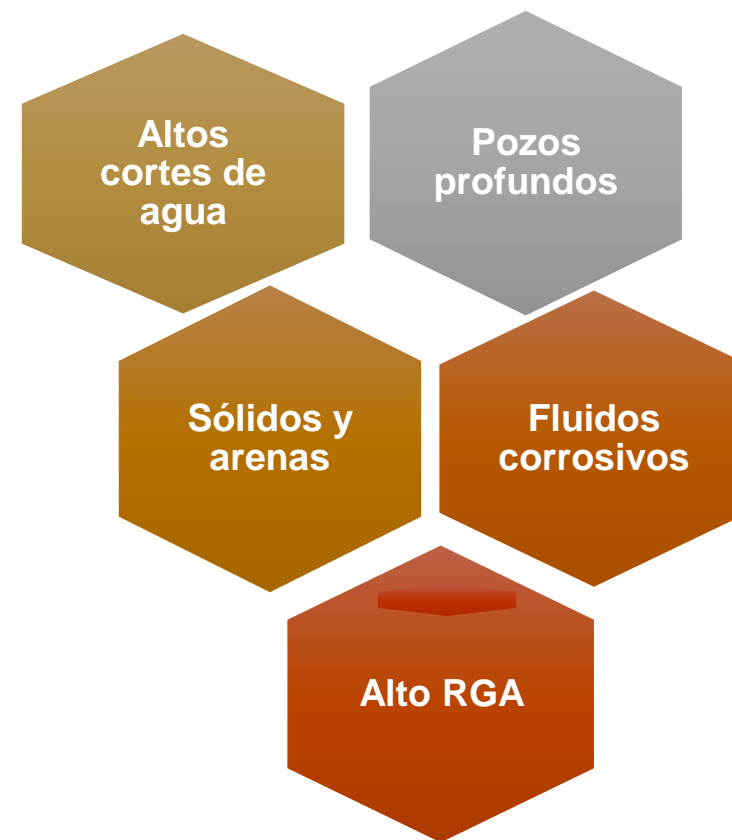 Altos
cortes de
agua
Pozos
profundos
Sólidos y
arenas
Fluidos
corrosivos
Alto RGA